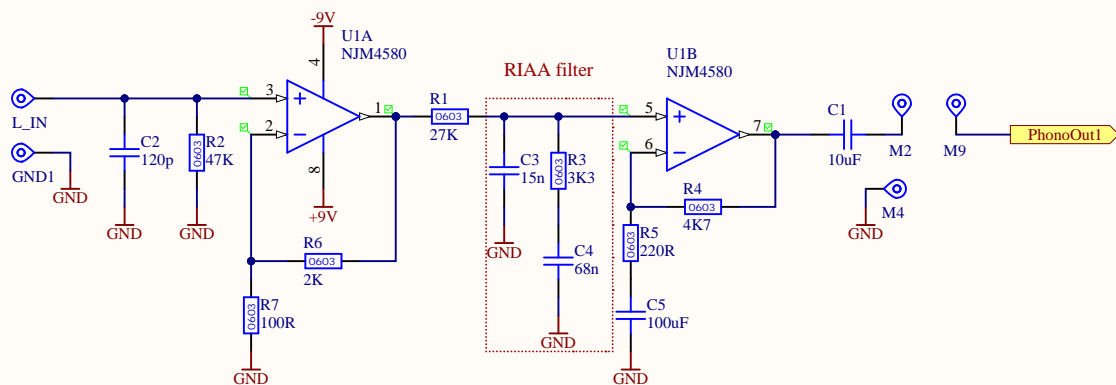 -9V
U1A
NJM4580
4
L_IN
3
2
1
8
+9V
GND1
GND
C2
120p
GND
R2
0603
47K
GND
R6
0603
2K
R7
0603
100R
GND
R1
0603
27K
RIAA filter
C3
15n
GND
R3
0603
3K3
C4
68n
GND
U1B
NJM4580
5
6
7
R4
0603
4K7
R5
0603
220R
C5
100uF
GND
C1
10uF
M2
M9
PhonoOut1
M4
GND